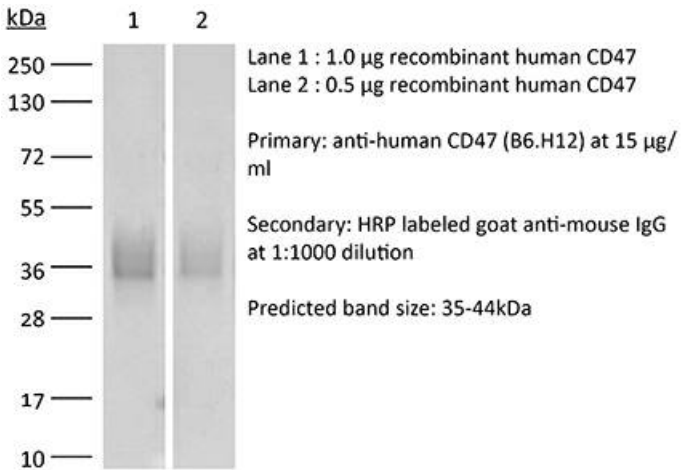 kDa 1 2
250
130
72
55
36
28
17
10
Lane 1 : 1.0 µg recombinant human CD47
Lane 2 : 0.5 µg recombinant human CD47
Primary: anti-human CD47 (B6.H12) at 15 µg/
ml
Secondary: HRP labeled goat anti-mouse IgG
at 1:1000 dilution
Predicted band size: 35-44kDa